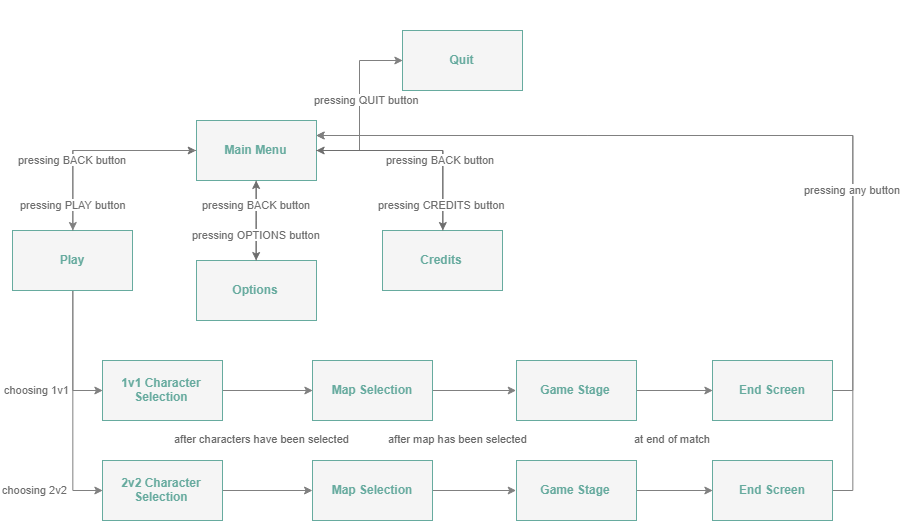 Quit
pressing QUIT button
Main Menu
pressing BACK button
pressing BACK button
pressing any button
pressing PLAY button
pressing BACK button
pressing CREDITS button
pressing OPTIONS button
Play
Credits
Options
choosing 1v1
1v1 Character
Selection
Map Selection
Game Stage
End Screen
after characters have been selected
after map has been selected
at end of match
choosing 2v2
2v2 Character
Selection
Map Selection
Game Stage
End Screen